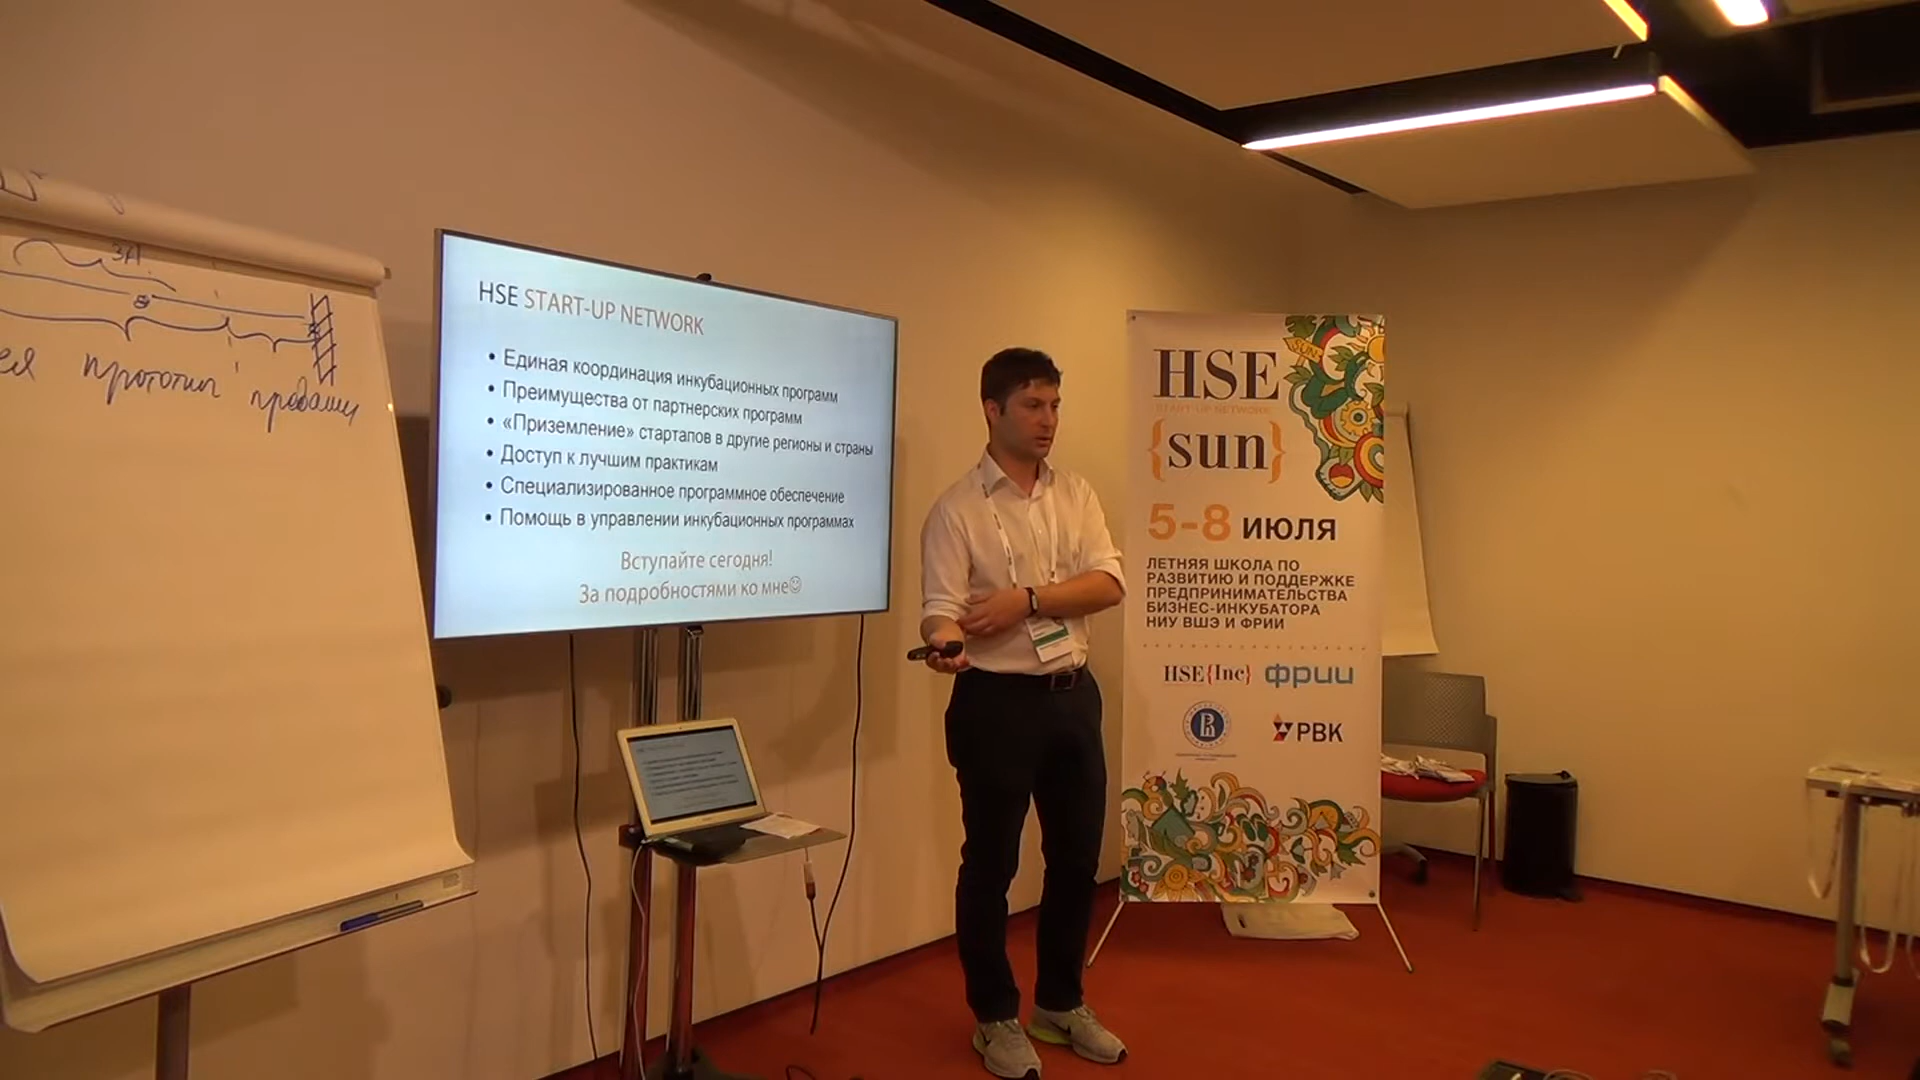 ЗА
прототип продажи
HSE START-UP NETWORK
• Единая координация инкубационных программ
• Преимущества от партнерских программ
• «Приземление» стартапов в другие регионы и страны
• Доступ к лучшим практикам
• Специализированное программное обеспечение
• Помощь в управлении инкубационных программах
Вступайте сегодня!
За подробностями ко мне☺
HSE
START-UP NETWORK
{sun}
SUN
5-8 ИЮЛЯ
ЛЕТНЯЯ ШКОЛА ПО
РАЗВИТИЮ И ПОДДЕРЖКЕ
ПРЕДПРИНИМАТЕЛЬСТВА
БИЗНЕС-ИНКУБАТОРА
НИУ ВШЭ И ФРИИ
HSE{Inc} фрии
РВК